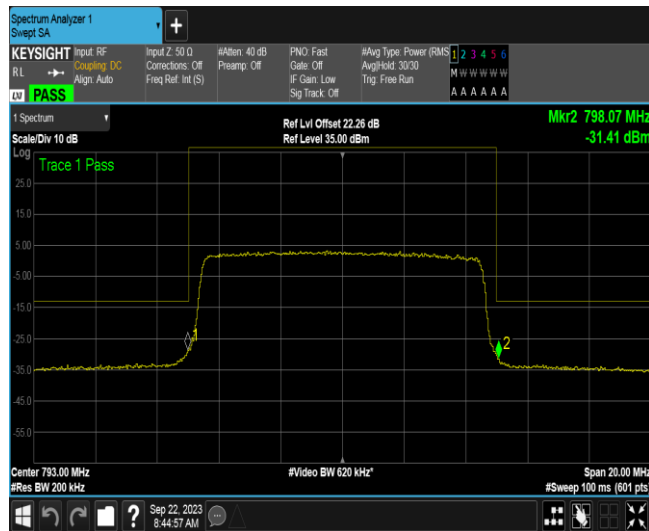 Spectrum Analyzer 1
Swept SA
+
KEYSIGHT
RL
LXI PASS
Input: RF
Coupling: DC
Align: Auto
Input Z: 50 Ω
Corrections: Off
Freq Ref: Int (S)
#Atten: 40 dB
Preamp: Off
PNO: Fast
Gate: Off
IF Gain: Low
Sig Track: Off
#Avg Type: Power (RMS
Avg|Hold: 30/30
Trig: Free Run
1 2 3 4 5 6
M W W W W W
A A A A A A
1 Spectrum
Scale/Div 10 dB
Ref Lvl Offset 22.26 dB
Ref Level 35.00 dBm
Mkr2 798.07 MHz
-31.41 dBm
Log
Trace 1 Pass
25.0
15.0
5.00
-5.00
-15.0
-25.0
-35.0
-45.0
-55.0
1
2
Center 793.00 MHz
#Res BW 200 kHz
#Video BW 620 kHz*
Span 20.00 MHz
#Sweep 100 ms (601 pts)
?
Sep 22, 2023
8:44:57 AM